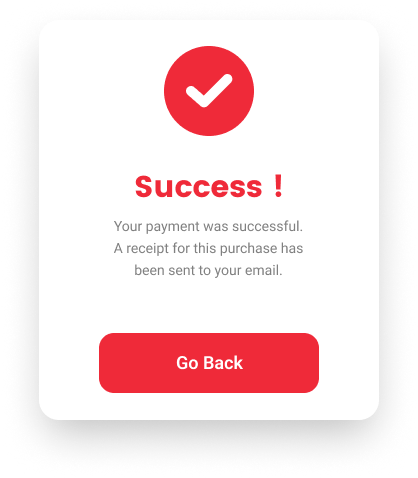 Success !
Your payment was successful.
A receipt for this purchase has
been sent to your email.
Go Back